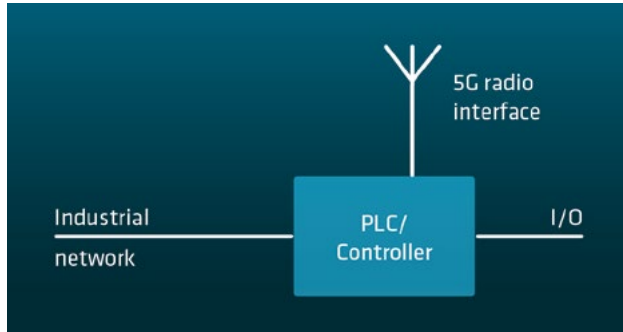 5G radio
interface
Industrial
network
PLC/
Controller
I/O